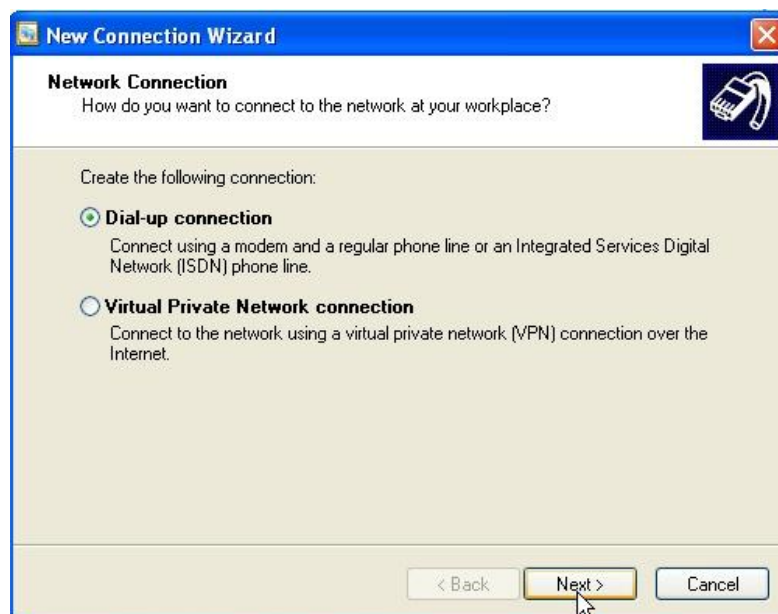 New Connection Wizard
Network Connection
How do you want to connect to the network at your workplace?
Create the following connection:
Dial-up connection
Connect using a modem and a regular phone line or an Integrated Services Digital
Network (ISDN) phone line.
Virtual Private Network connection
Connect to the network using a virtual private network (VPN) connection over the
Internet.
< Back
Next >
Cancel